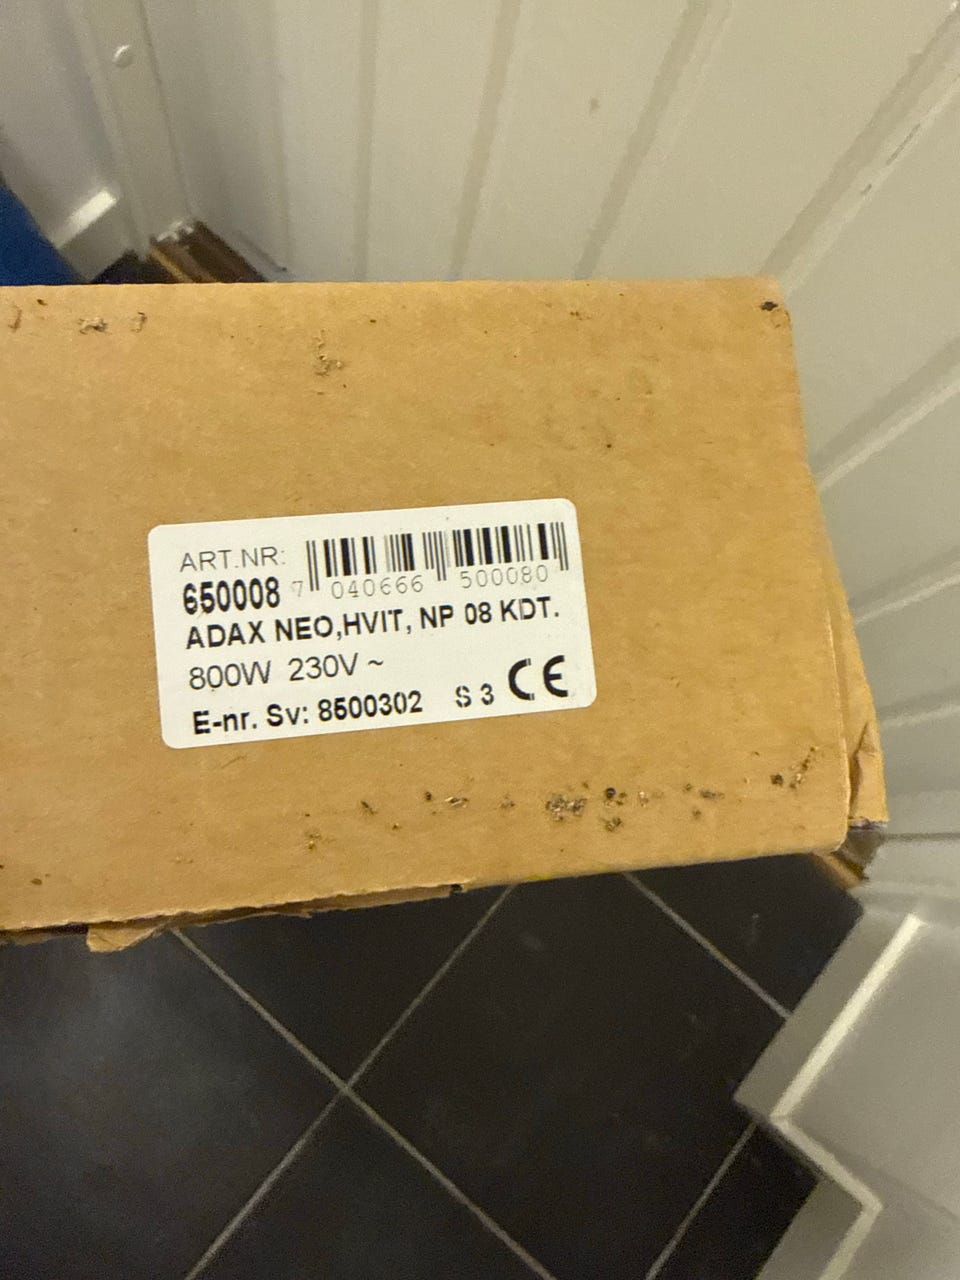 ART.NR:
650008
7 040666 500080
ADAX NEO,HVIT, NP 08 KDT.
800W 230V ~
E-nr. Sv: 8500302 S 3 CE